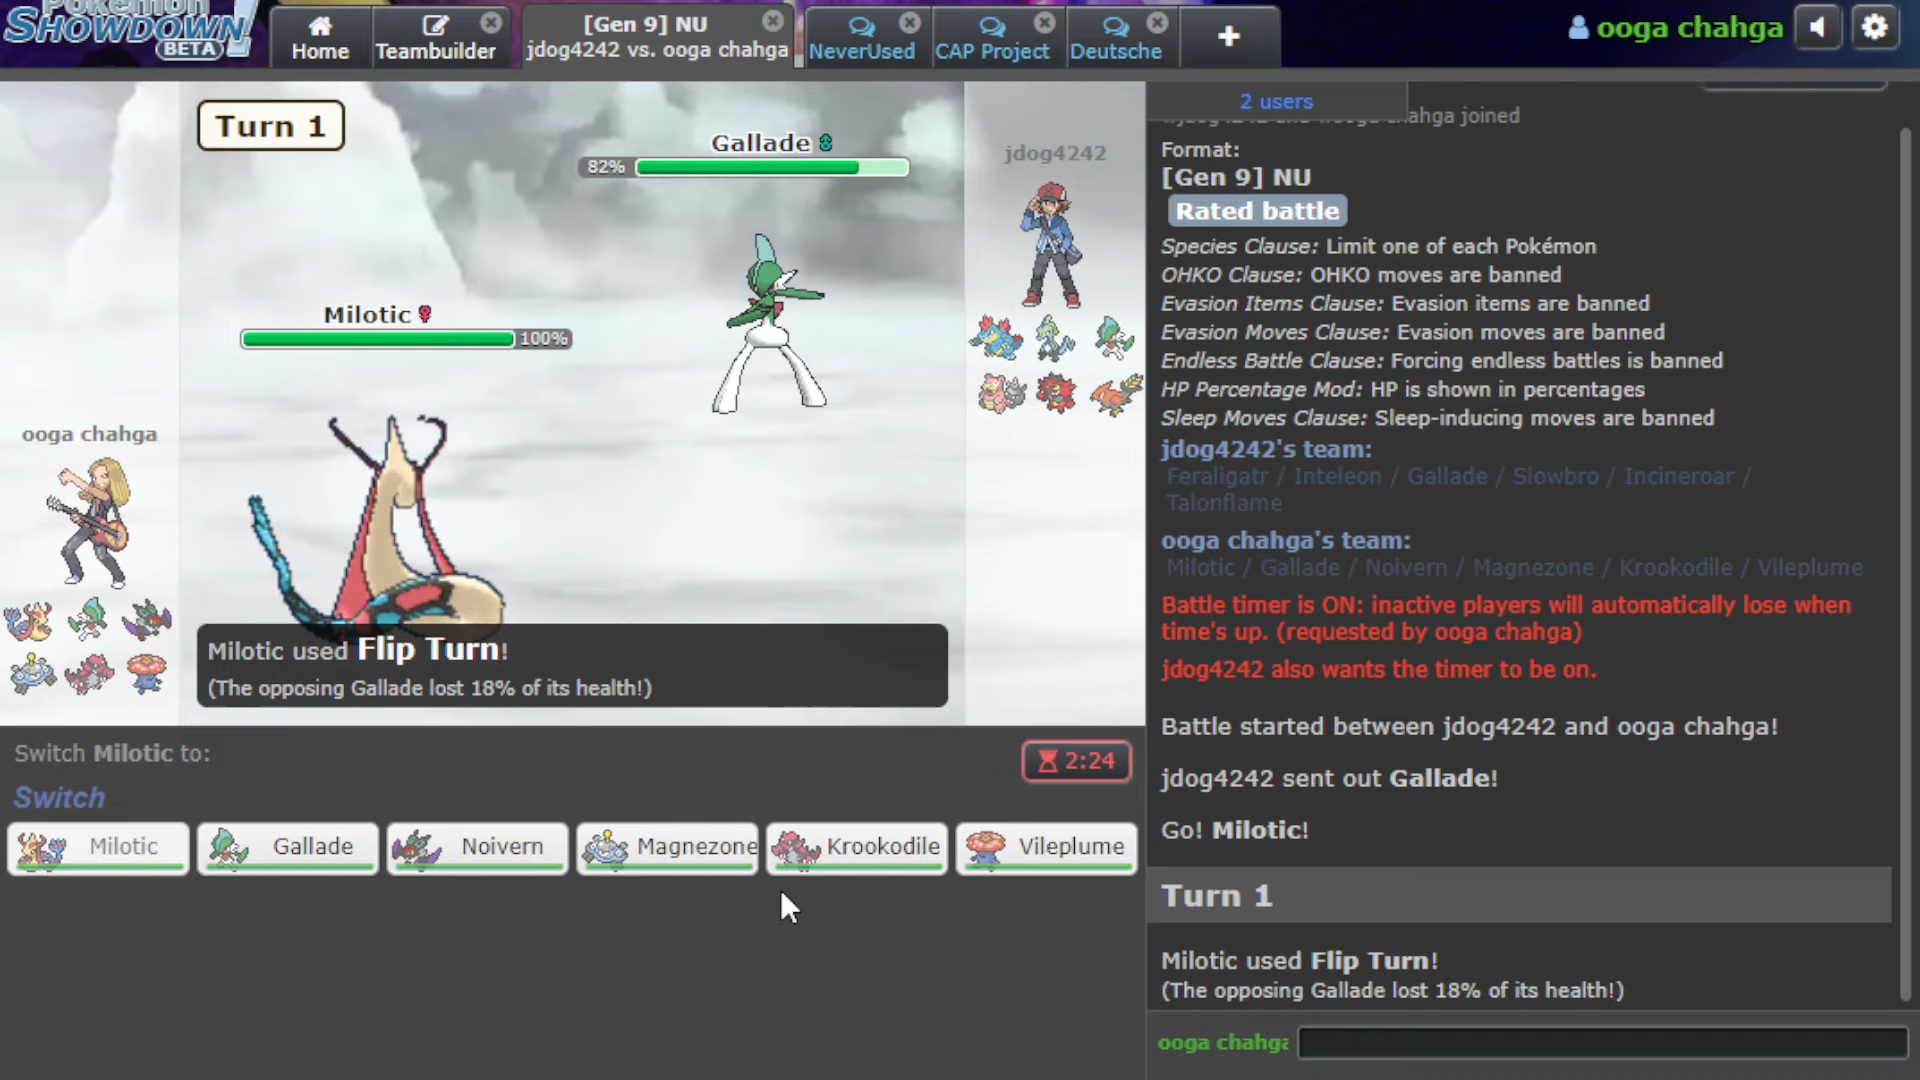 Pokémon
SHOWDOWN!
BETA
Home
Teambuilder
[Gen 9] NU
jdog4242 vs. ooga chahga
NeverUsed
CAP Project
Deutsche
+
ooga chahga
Turn 1
Gallade
82%
Milotic
100%
jdog4242
ooga chahga
Milotic used Flip Turn!
(The opposing Gallade lost 18% of its health!)
Switch Milotic to:
2:24
Switch
Milotic
Gallade
Noivern
Magnezone
Krookodile
Vileplume
2 users
joined
Format:
[Gen 9] NU
Rated battle
Species Clause: Limit one of each Pokémon
OHKO Clause: OHKO moves are banned
Evasion Items Clause: Evasion items are banned
Evasion Moves Clause: Evasion moves are banned
Endless Battle Clause: Forcing endless battles is banned
HP Percentage Mod: HP is shown in percentages
Sleep Moves Clause: Sleep-inducing moves are banned
jdog4242's team:
Feraligatr / Inteleon / Gallade / Slowbro / Incineroar /
Talonflame
ooga chahga's team:
Milotic / Gallade / Noivern / Magnezone / Krookodile / Vileplume
Battle timer is ON: inactive players will automatically lose when
time's up. (requested by ooga chahga)
jdog4242 also wants the timer to be on.
Battle started between jdog4242 and ooga chahga!
jdog4242 sent out Gallade!
Go! Milotic!
Turn 1
Milotic used Flip Turn!
(The opposing Gallade lost 18% of its health!)
ooga chahga